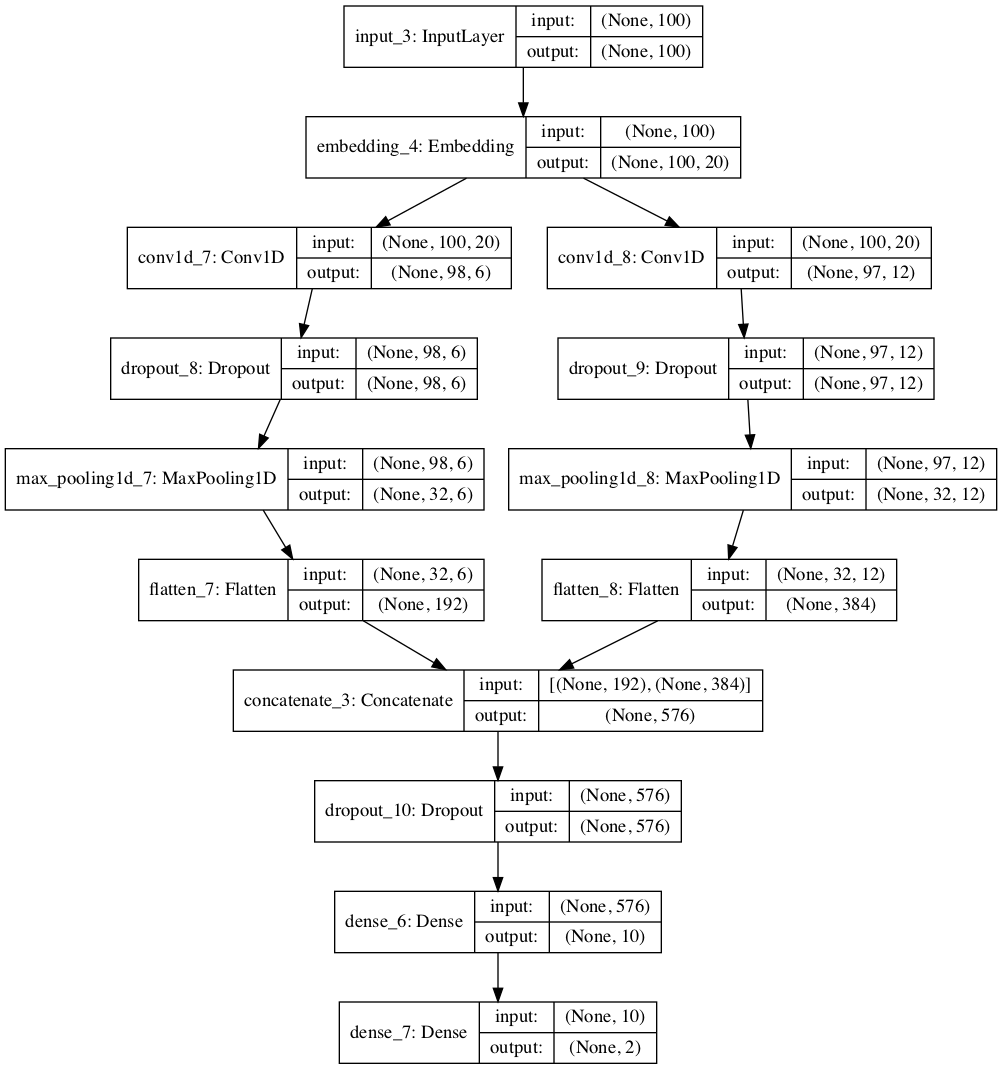 input_3: InputLayer
input:
(None, 100)
output:
(None, 100)
embedding_4: Embedding
input:
(None, 100)
output:
(None, 100, 20)
conv1d_7: Conv1D
input:
(None, 100, 20)
output:
(None, 98, 6)
conv1d_8: Conv1D
input:
(None, 100, 20)
output:
(None, 97, 12)
dropout_8: Dropout
input:
(None, 98, 6)
output:
(None, 98, 6)
dropout_9: Dropout
input:
(None, 97, 12)
output:
(None, 97, 12)
max_pooling1d_7: MaxPooling1D
input:
(None, 98, 6)
output:
(None, 32, 6)
max_pooling1d_8: MaxPooling1D
input:
(None, 97, 12)
output:
(None, 32, 12)
flatten_7: Flatten
input:
(None, 32, 6)
output:
(None, 192)
flatten_8: Flatten
input:
(None, 32, 12)
output:
(None, 384)
concatenate_3: Concatenate
input:
[(None, 192), (None, 384)]
output:
(None, 576)
dropout_10: Dropout
input:
(None, 576)
output:
(None, 576)
dense_6: Dense
input:
(None, 576)
output:
(None, 10)
dense_7: Dense
input:
(None, 10)
output:
(None, 2)